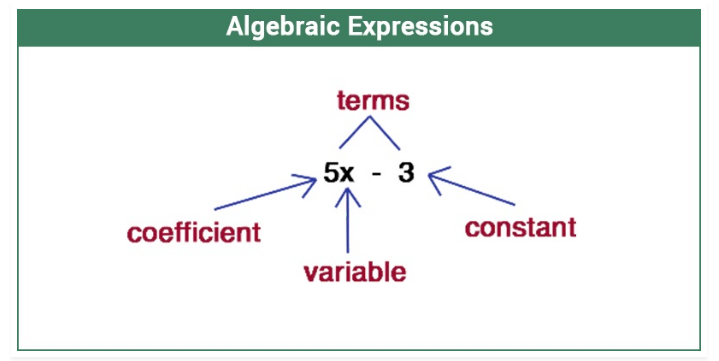 Algebraic Expressions
terms
5x - 3
coefficient
constant
variable